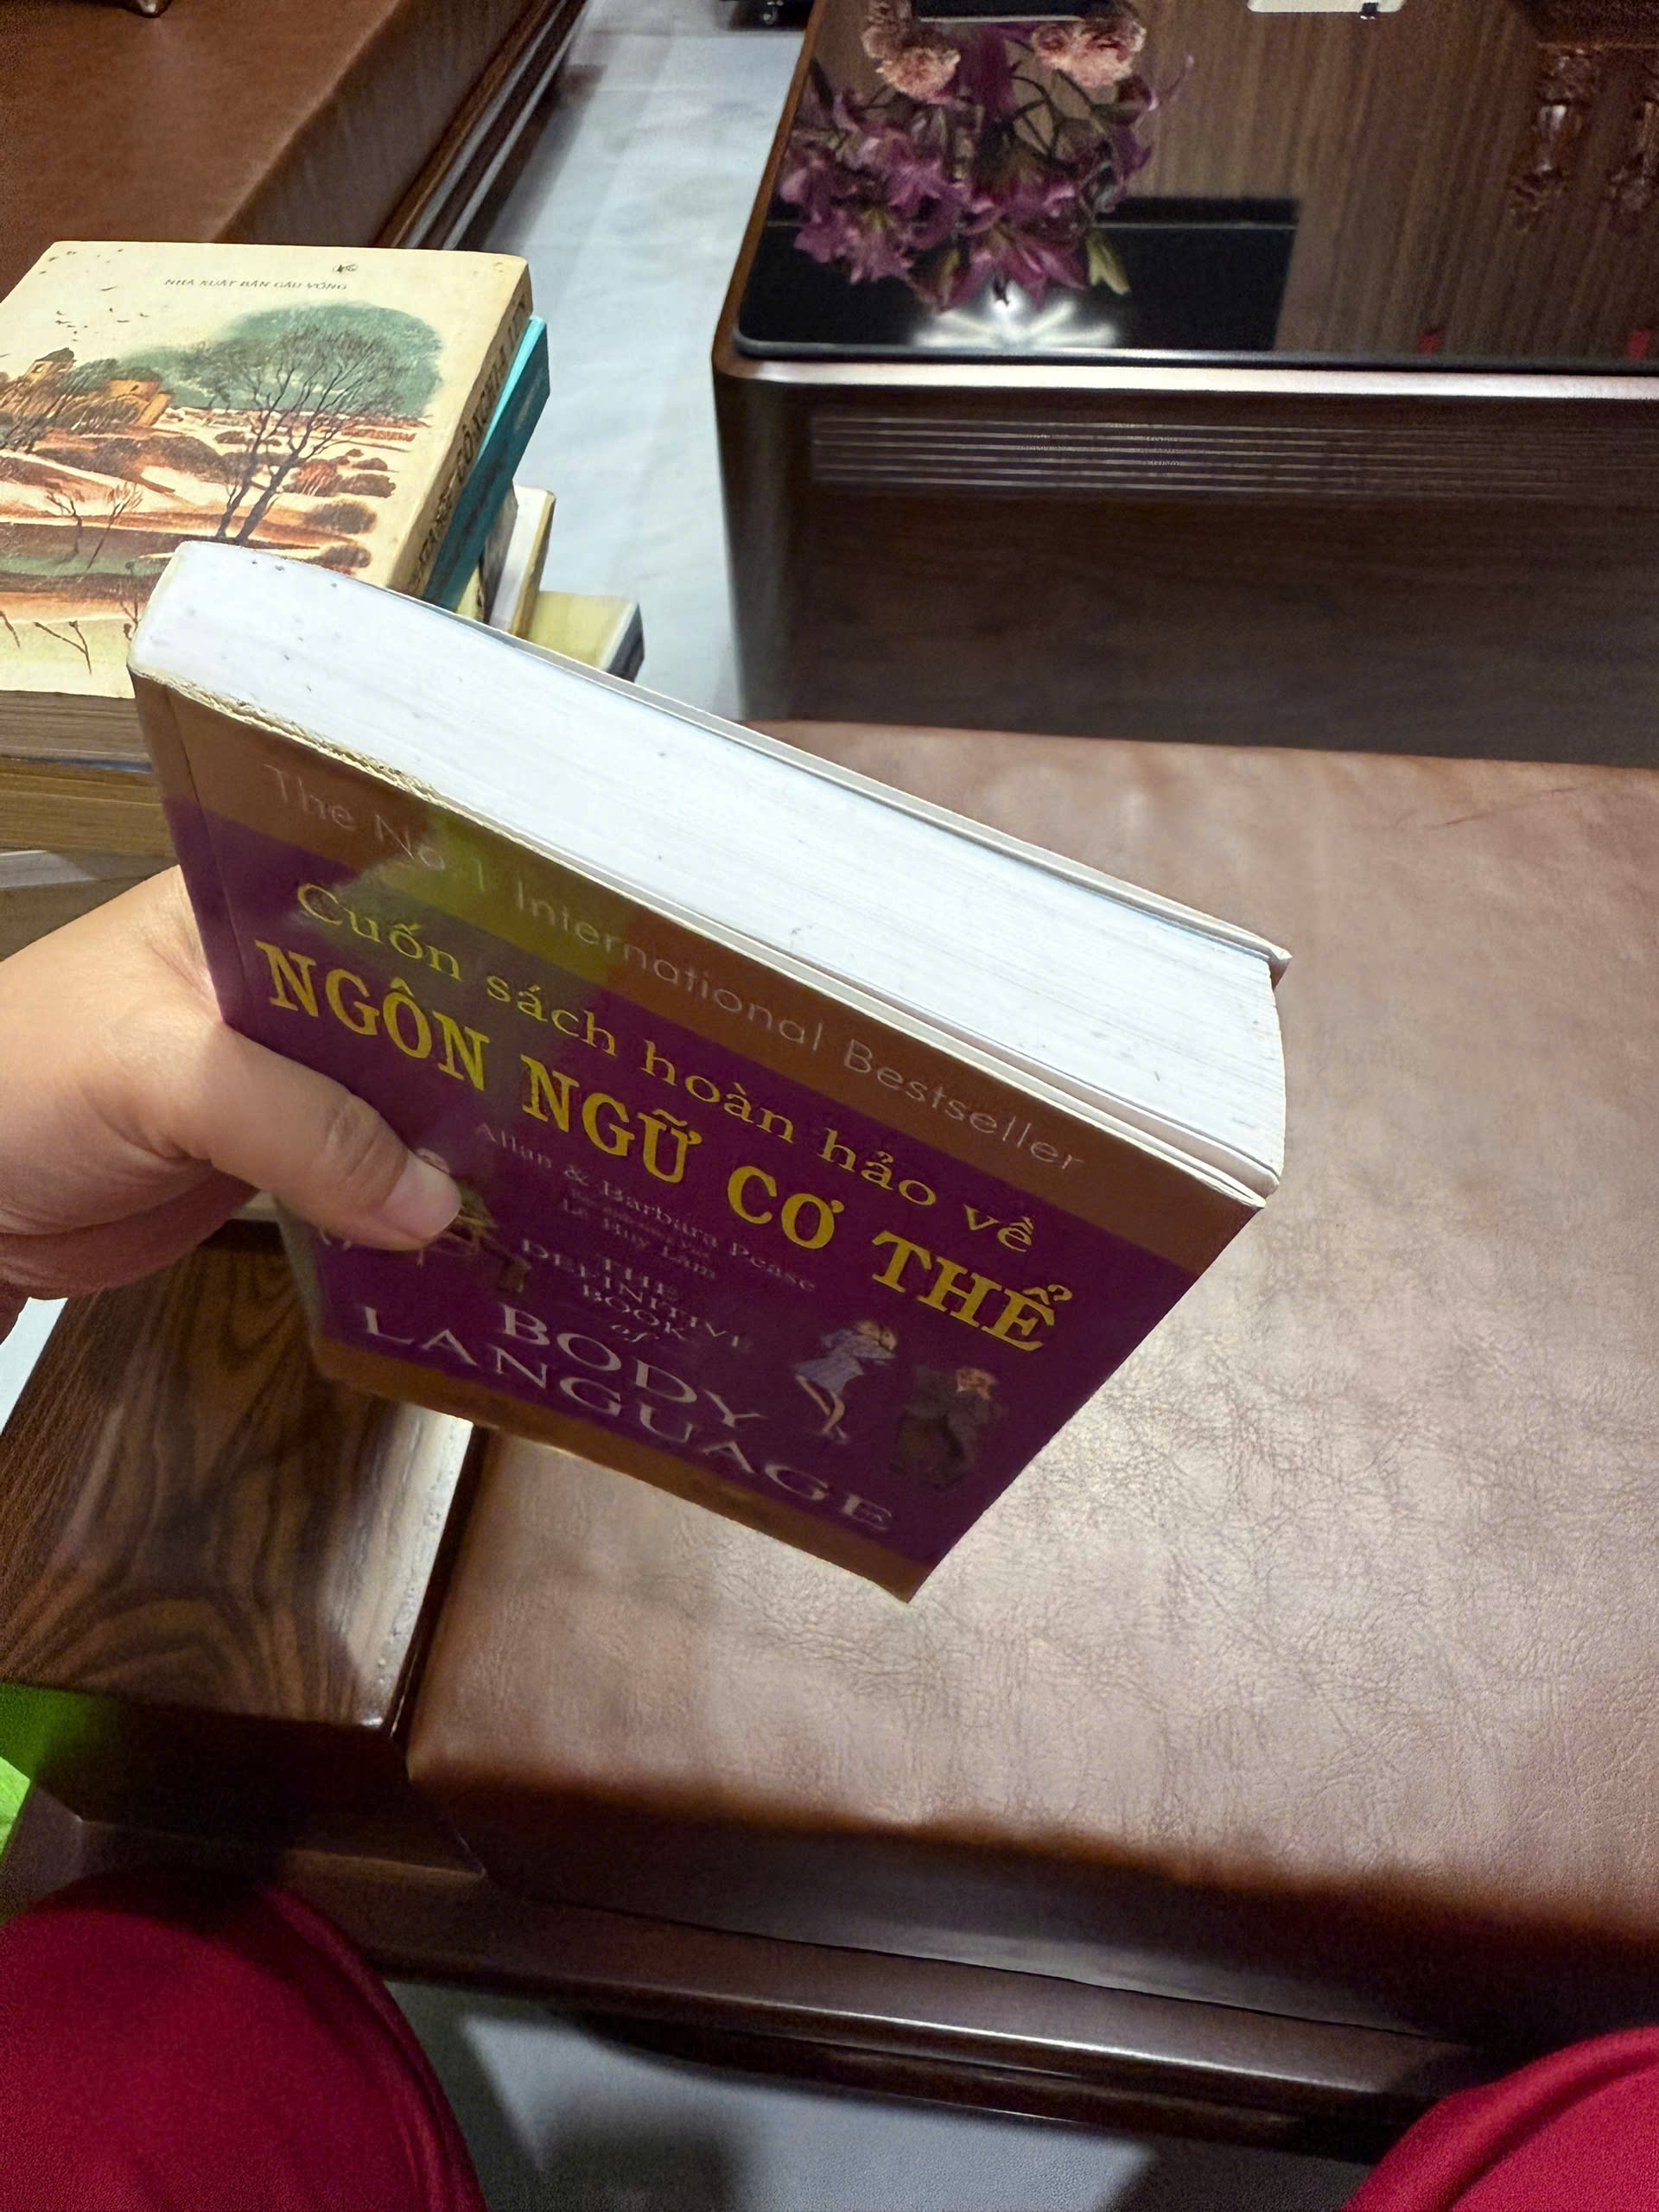 NHÀ XUẤT BẢN CẦU VỒNG
The No.1 International Bestseller
Cuốn sách hoàn hảo về
NGÔN NGỮ CƠ THỂ
Allan & Barbara Pease
Lê Huy Lâm
THE
DEFINITIVE
BOOK
of
BODY
LANGUAGE